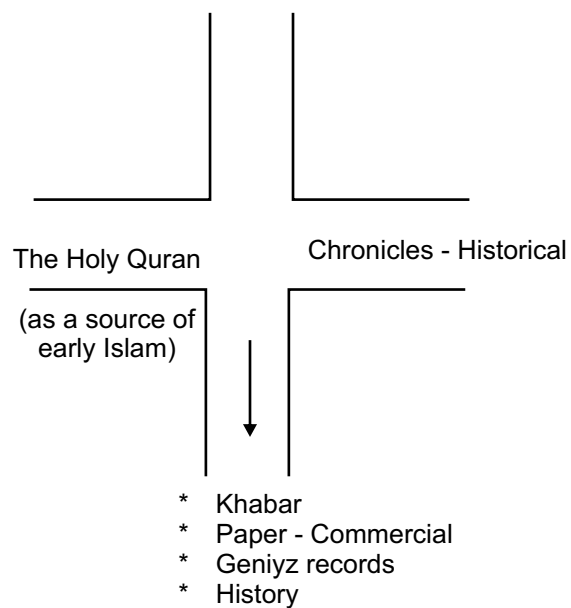 The Holy Quran
Chronicles - Historical
(as a source of
early Islam)
* Khabar
* Paper - Commercial
* Geniyz records
* History